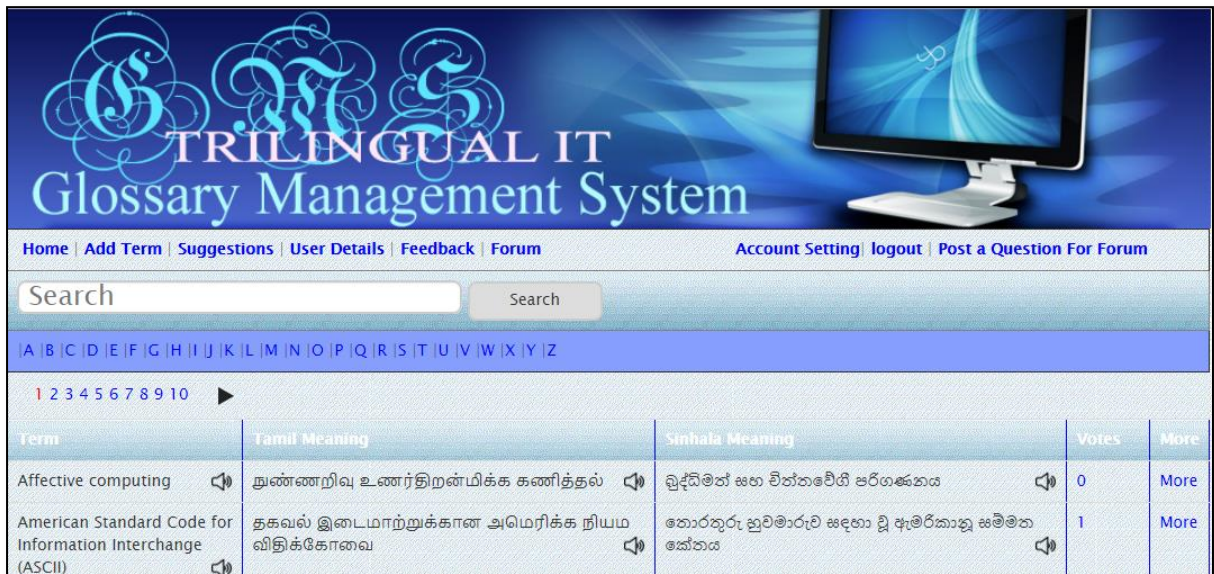 GMS
TRILINGUAL IT
Glossary Management System
Home | Add Term | Suggestions | User Details | Feedback | Forum Account Setting| logout | Post a Question For Forum
Search Search
|A |B |C |D |E |F |G |H |I |J |K |L |M |N |O |P |Q |R |S |T |U |V |W |X |Y |Z
1 2 3 4 5 6 7 8 9 10
Term Tamil Meaning Sinhala Meaning Votes More
Affective computing நுண்ணறிவு உணர்திறன்மிக்க கணித்தல் බුද්ධිමත් සහ චිත්තවේගී පරිගණනය 0 More
American Standard Code for தகவல் இடைமாற்றுக்கான அமெரிக்க நியம තොරතුරු හුවමාරුව සඳහා වූ ඇමරිකානු සම්මත 1 More
Information Interchange விதிக்கோவை කේතය
(ASCII)